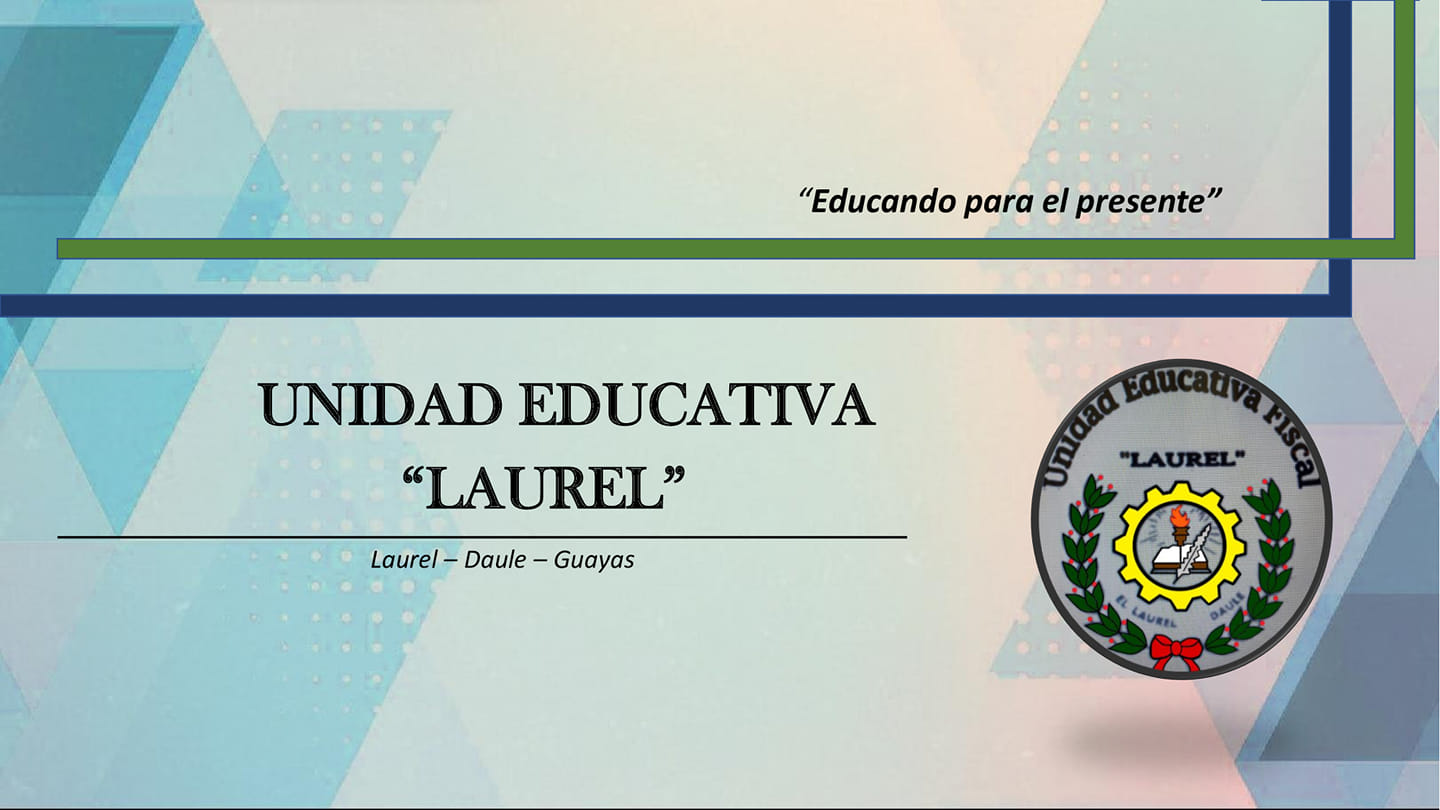 “Educando para el presente”
UNIDAD EDUCATIVA
“LAUREL”
Laurel – Daule – Guayas
Unidad Educativa Fiscal
"LAUREL"
EL LAUREL DAULE